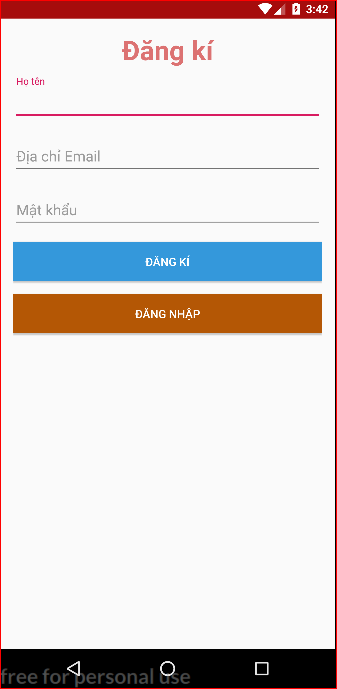 3:42
Đăng kí
Họ tên
Địa chỉ Email
Mật khẩu
ĐĂNG KÍ
ĐĂNG NHẬP
free for personal use